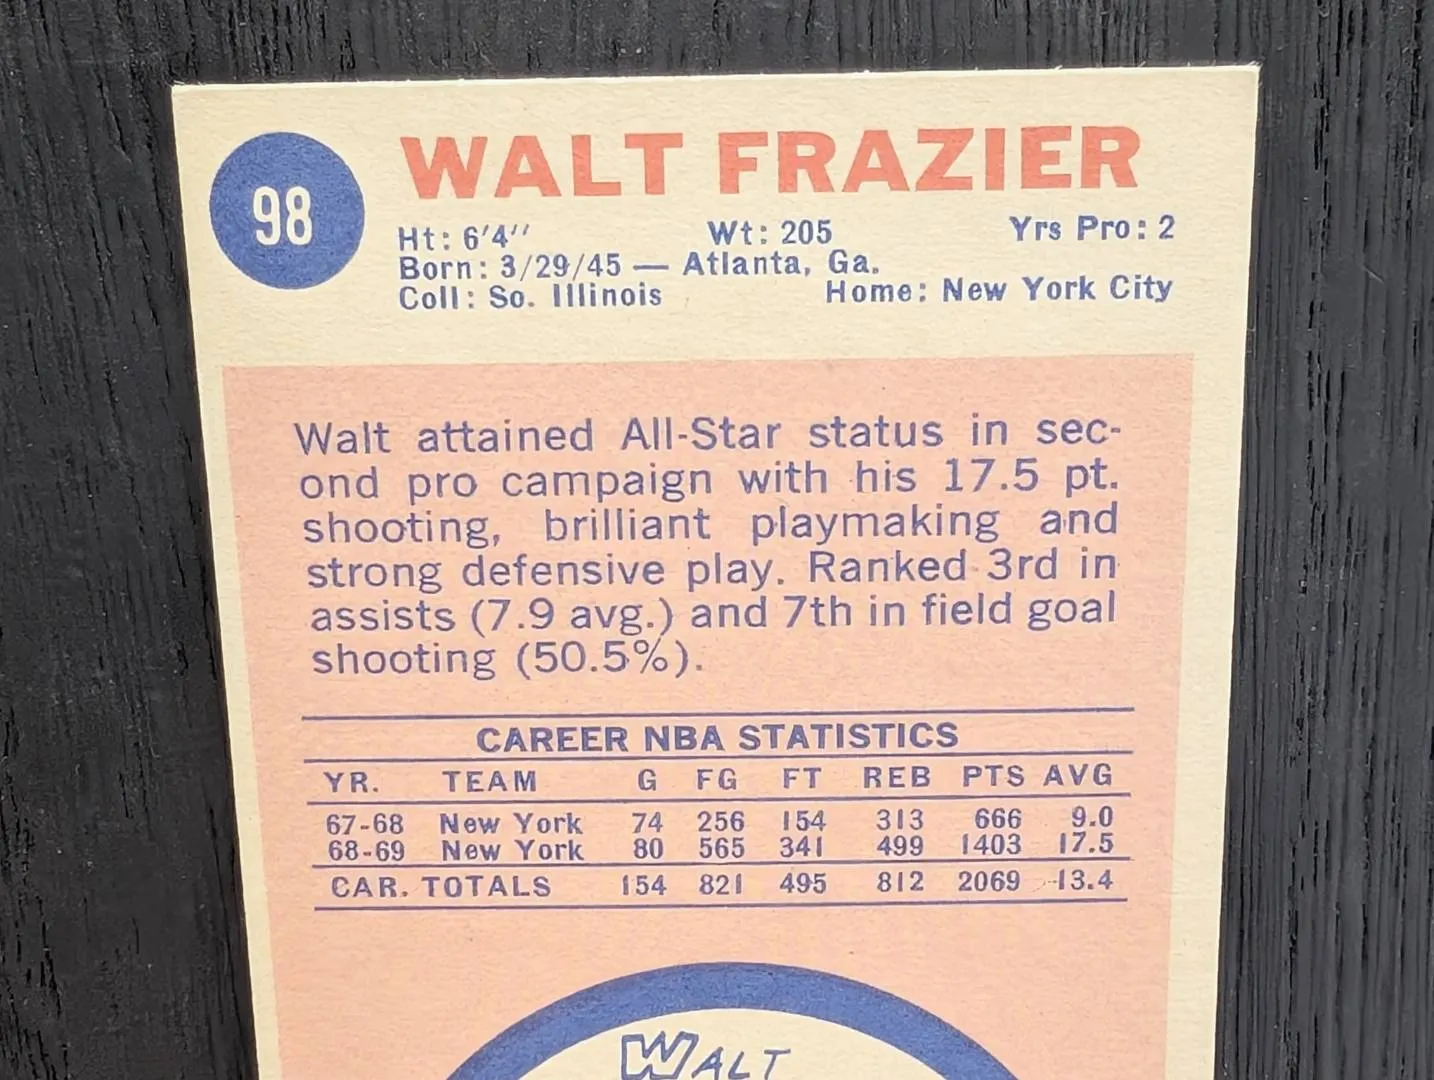 98
WALT FRAZIER
Ht: 6'4'' Wt: 205 Yrs Pro: 2
Born: 3/29/45 — Atlanta, Ga.
Coll: So. Illinois Home: New York City
Walt attained All-Star status in sec-
ond pro campaign with his 17.5 pt.
shooting, brilliant playmaking and
strong defensive play. Ranked 3rd in
assists (7.9 avg.) and 7th in field goal
shooting (50.5%).
CAREER NBA STATISTICS
YR. TEAM G FG FT REB PTS AVG
67-68 New York 74 256 154 313 666 9.0
68-69 New York 80 565 341 499 1403 17.5
CAR. TOTALS 154 821 495 812 2069 13.4
WALT